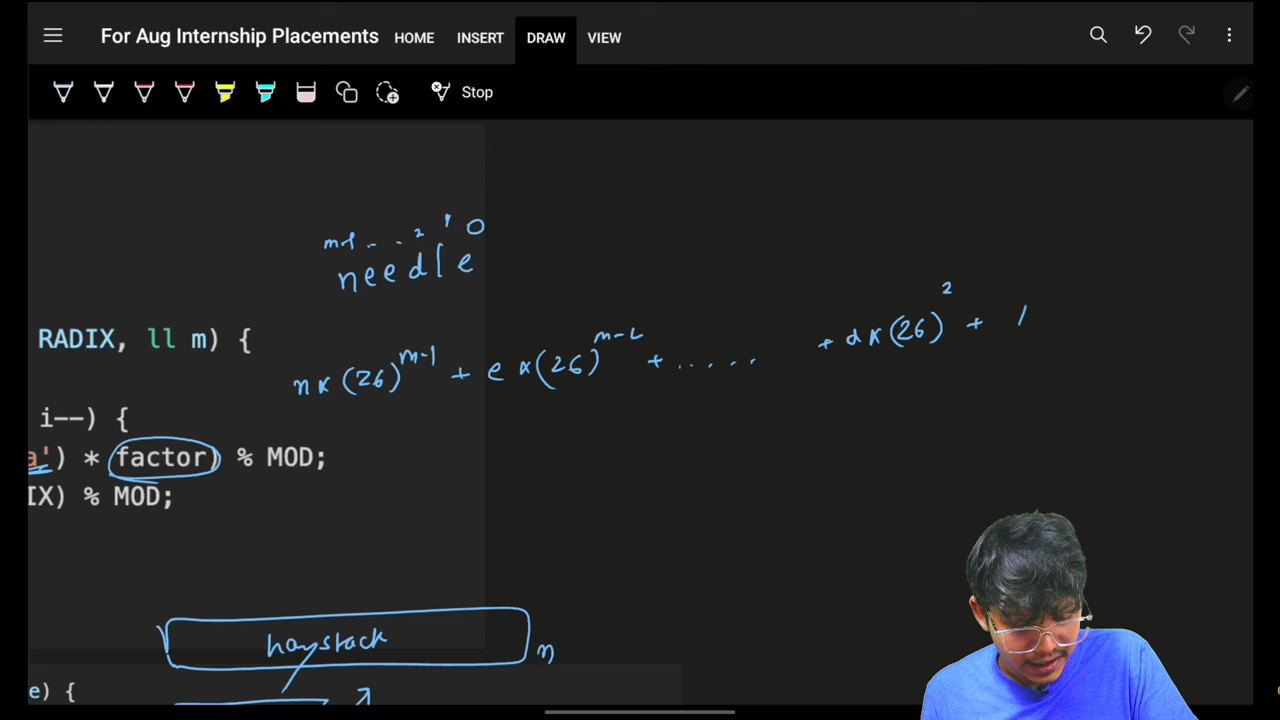 For Aug Internship Placements HOME INSERT DRAW VIEW
Stop
m-1 .. . 2 1 0
needle
RADIX, ll m) {
n * (26)^m-1 + e * (26)^m-2 + ..... + d * (26)^2 + l
i--) {
a') * factor) % MOD;
IX) % MOD;
haystack
n
e) {